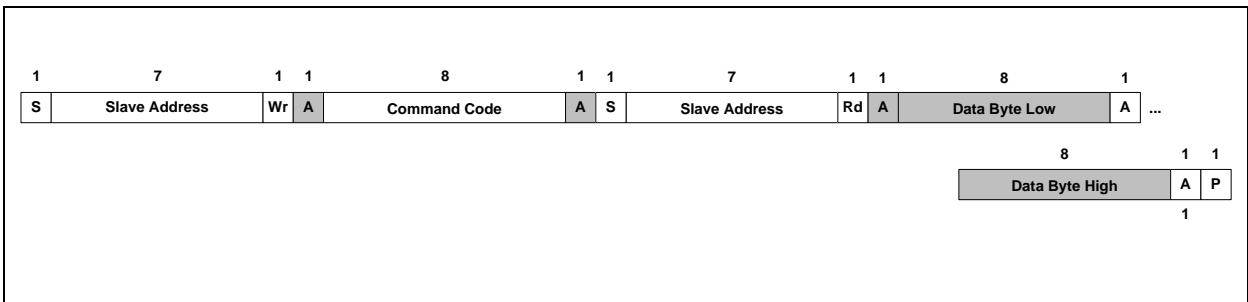 1 7 1 1 8 1 1 7 1 1 8 1
S Slave Address Wr A Command Code A S Slave Address Rd A Data Byte Low A ...
8 1 1
Data Byte High A P
1